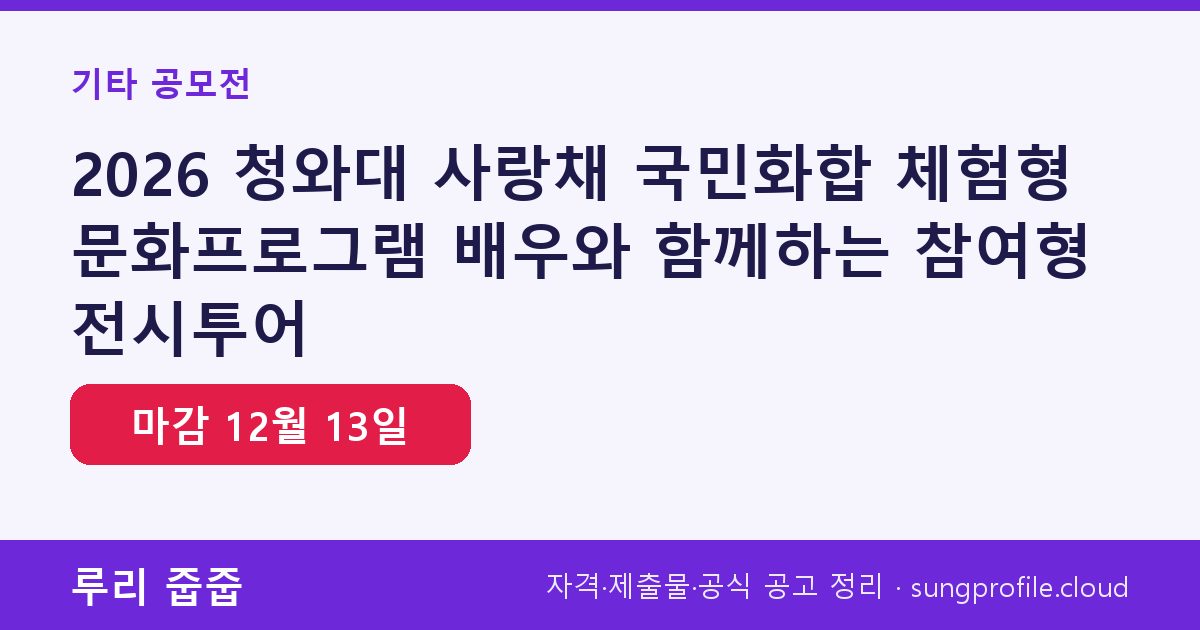 기타 공모전
2026 청와대 사랑채 국민화합 체험형
문화프로그램 배우와 함께하는 참여형
전시투어
마감 12월 13일
루리 줍줍
자격·제출물·공식 공고 정리 · sungprofile.cloud